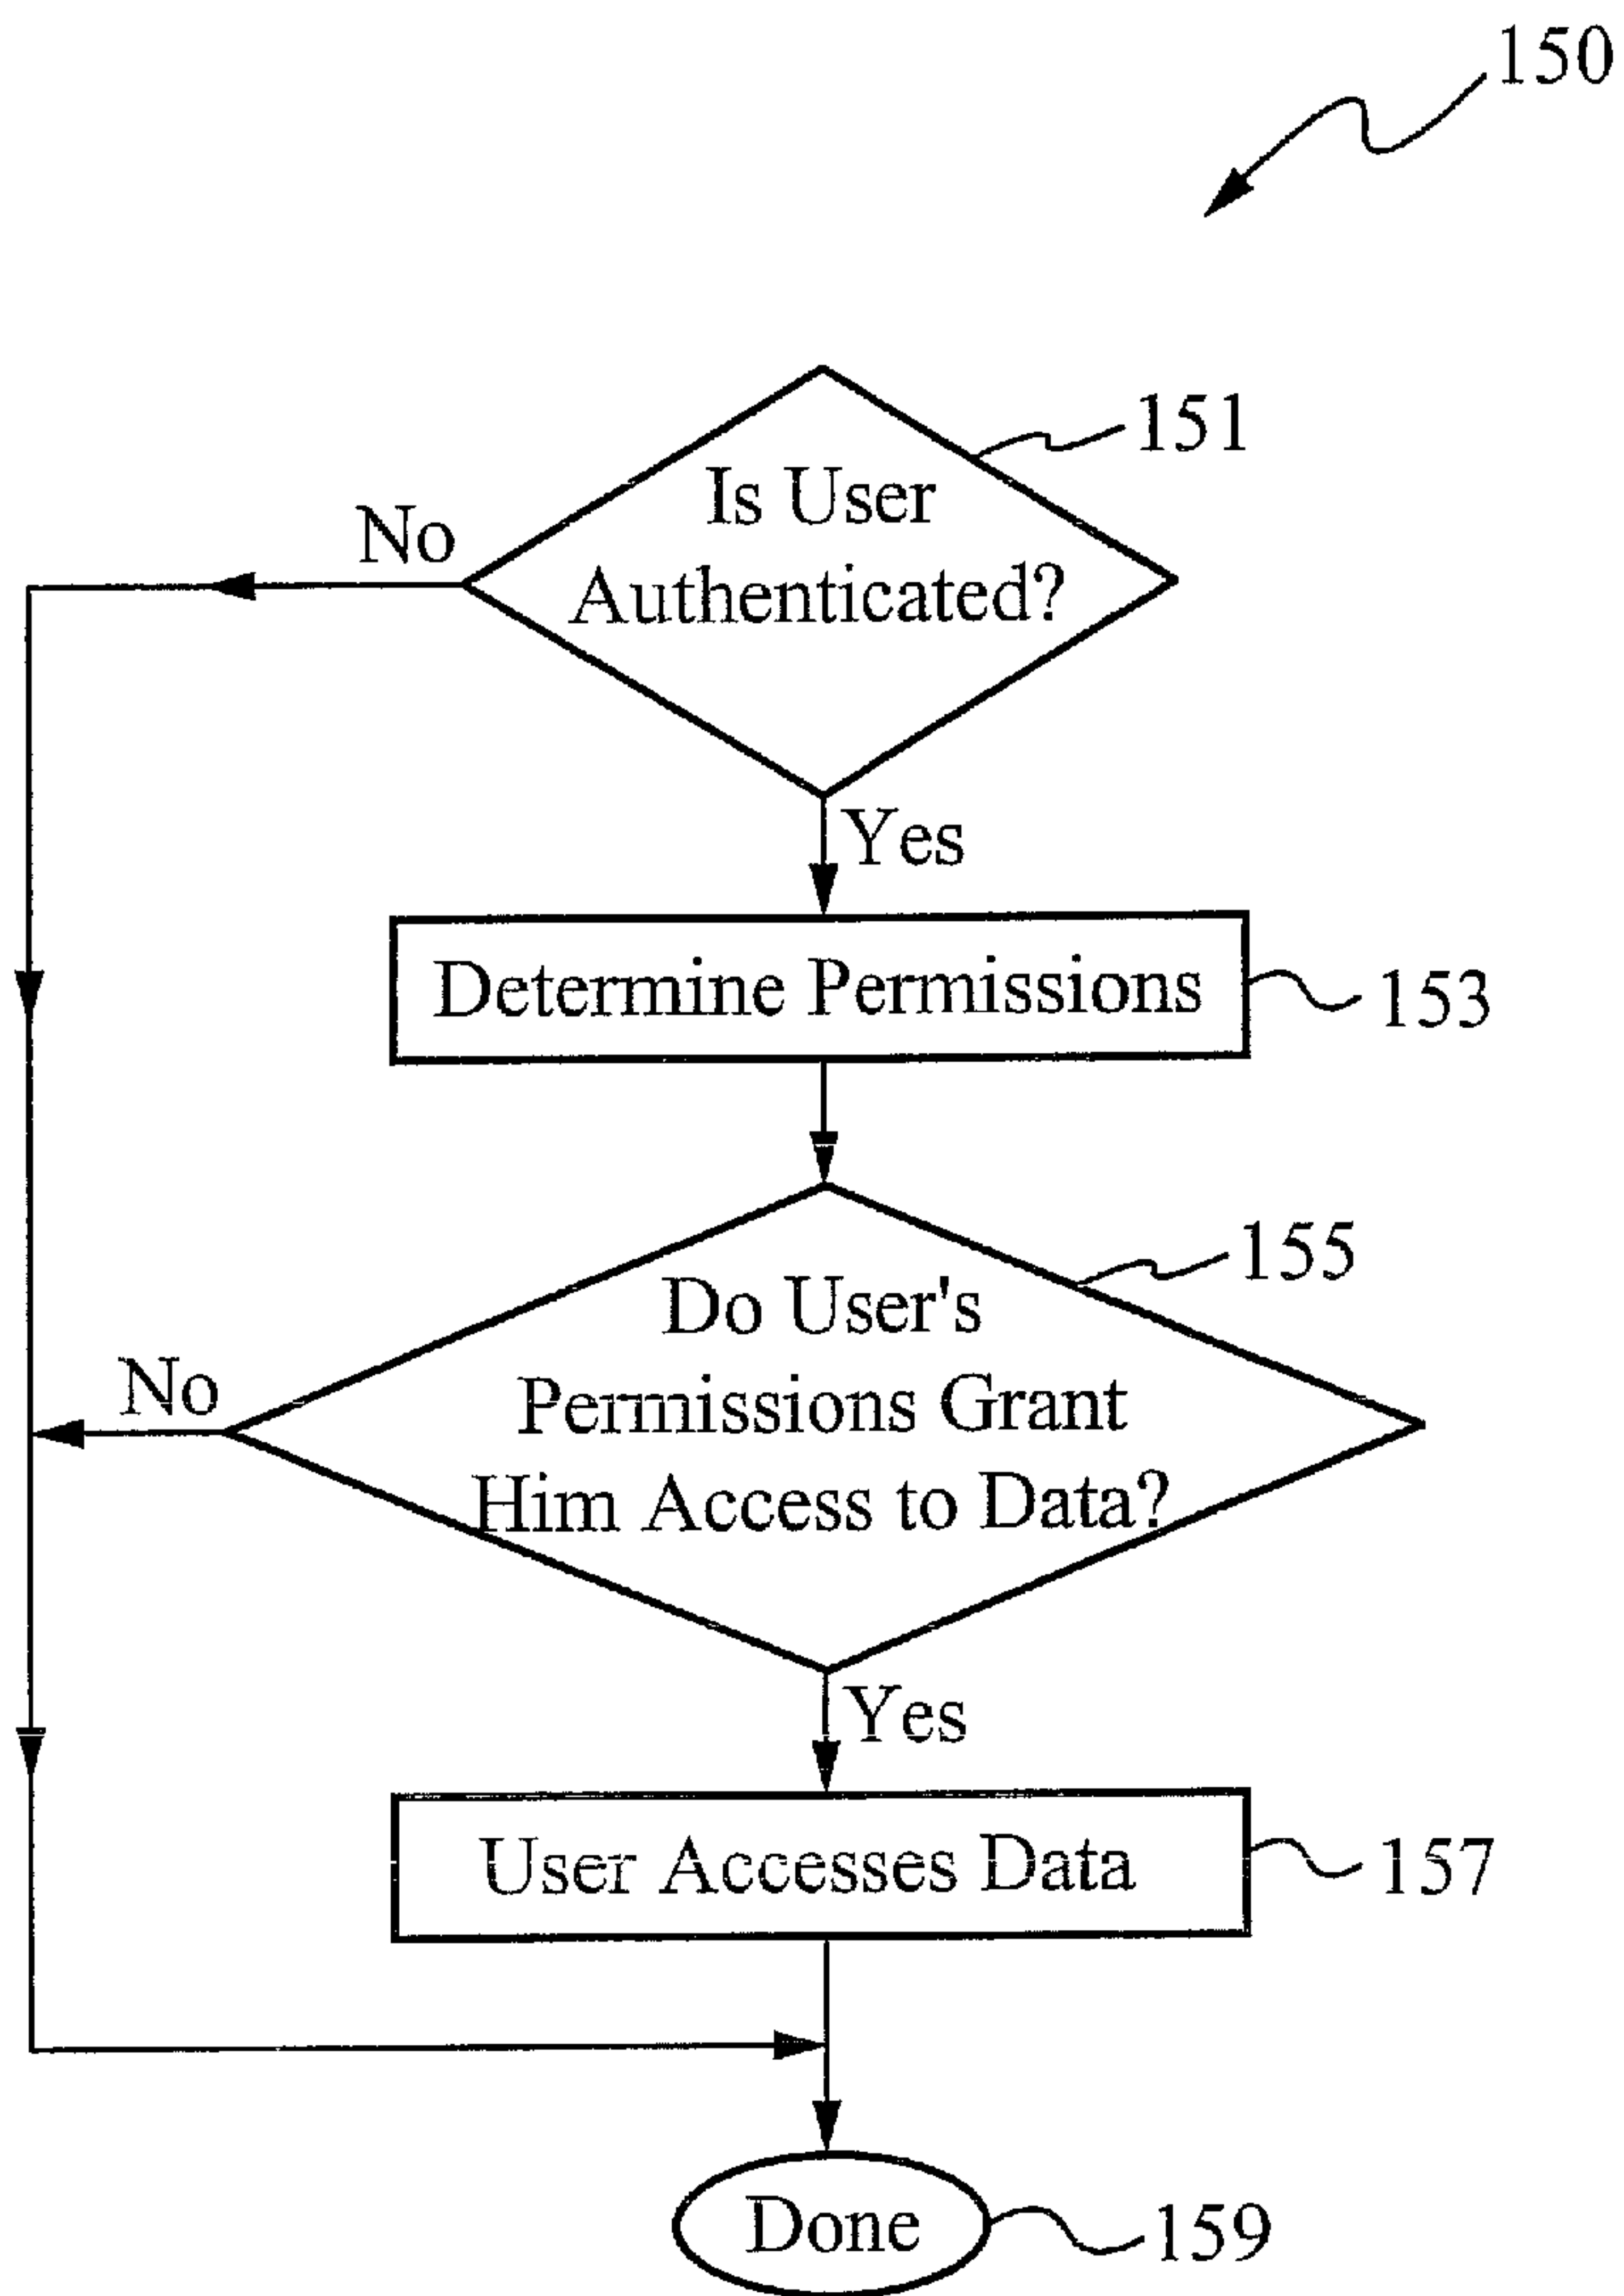 150
151
Is User
Authenticated?
No
Yes
Determine Permissions
153
155
Do User's
Permissions Grant
Him Access to Data?
No
Yes
User Accesses Data
157
Done
159